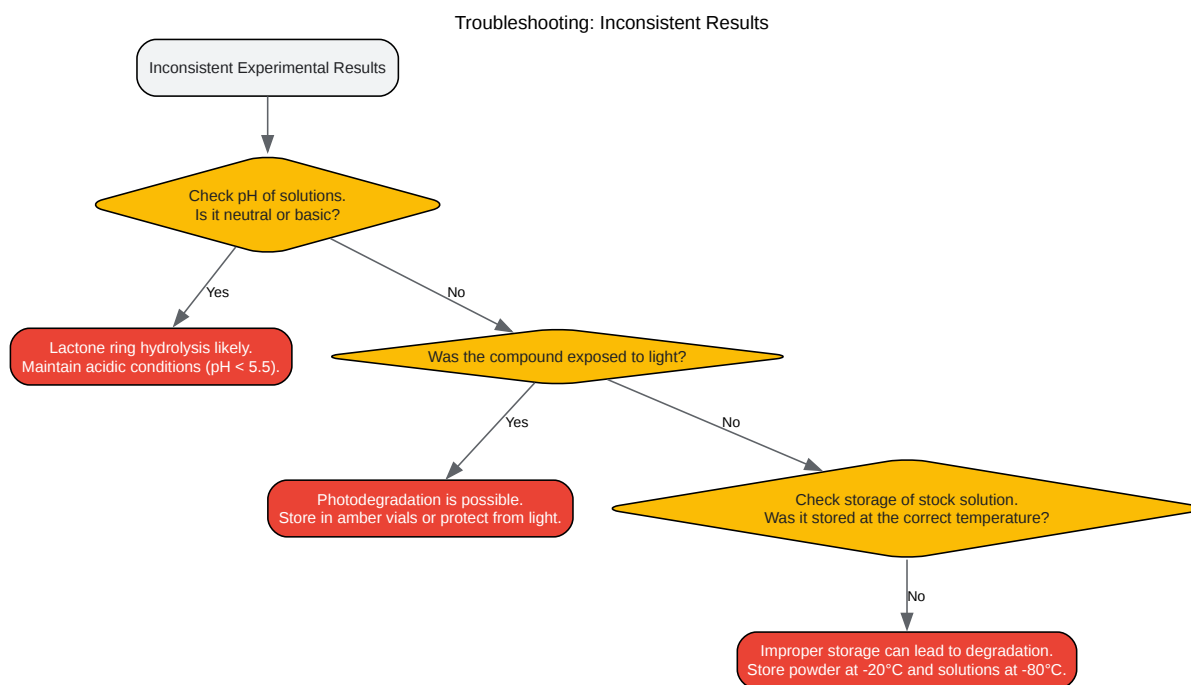 Troubleshooting: Inconsistent Results
Inconsistent Experimental Results
Check pH of solutions.
Is it neutral or basic?
Yes
No
Lactone ring hydrolysis likely.
Maintain acidic conditions (pH < 5.5).
Was the compound exposed to light?
Yes
No
Photodegradation is possible.
Store in amber vials or protect from light.
Check storage of stock solution.
Was it stored at the correct temperature?
No
Improper storage can lead to degradation.
Store powder at -20°C and solutions at -80°C.